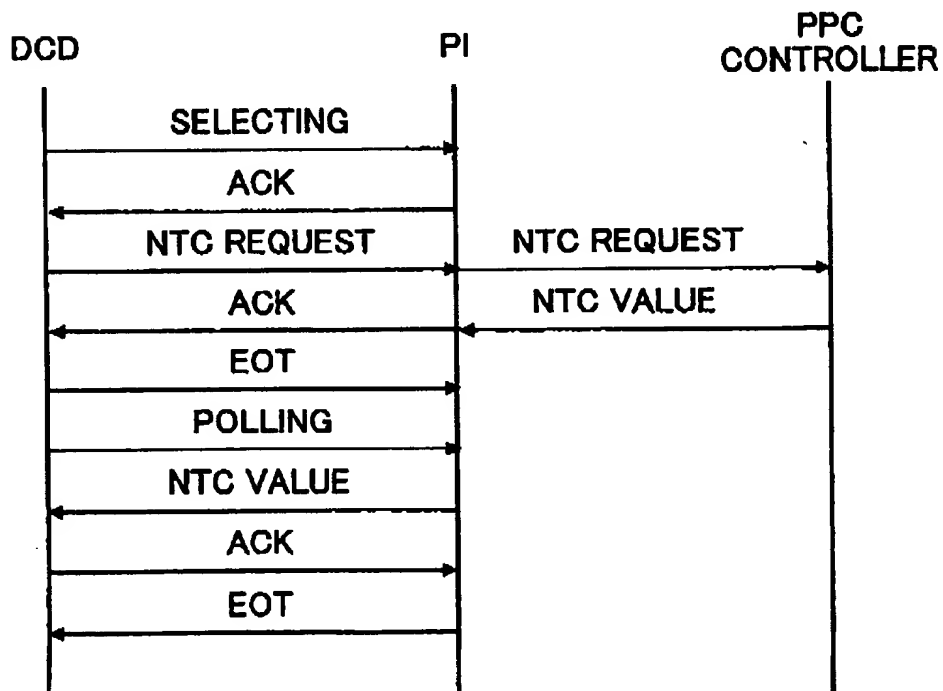 DCD
PI
PPC
CONTROLLER
SELECTING
ACK
NTC REQUEST
NTC REQUEST
ACK
NTC VALUE
EOT
POLLING
NTC VALUE
ACK
EOT